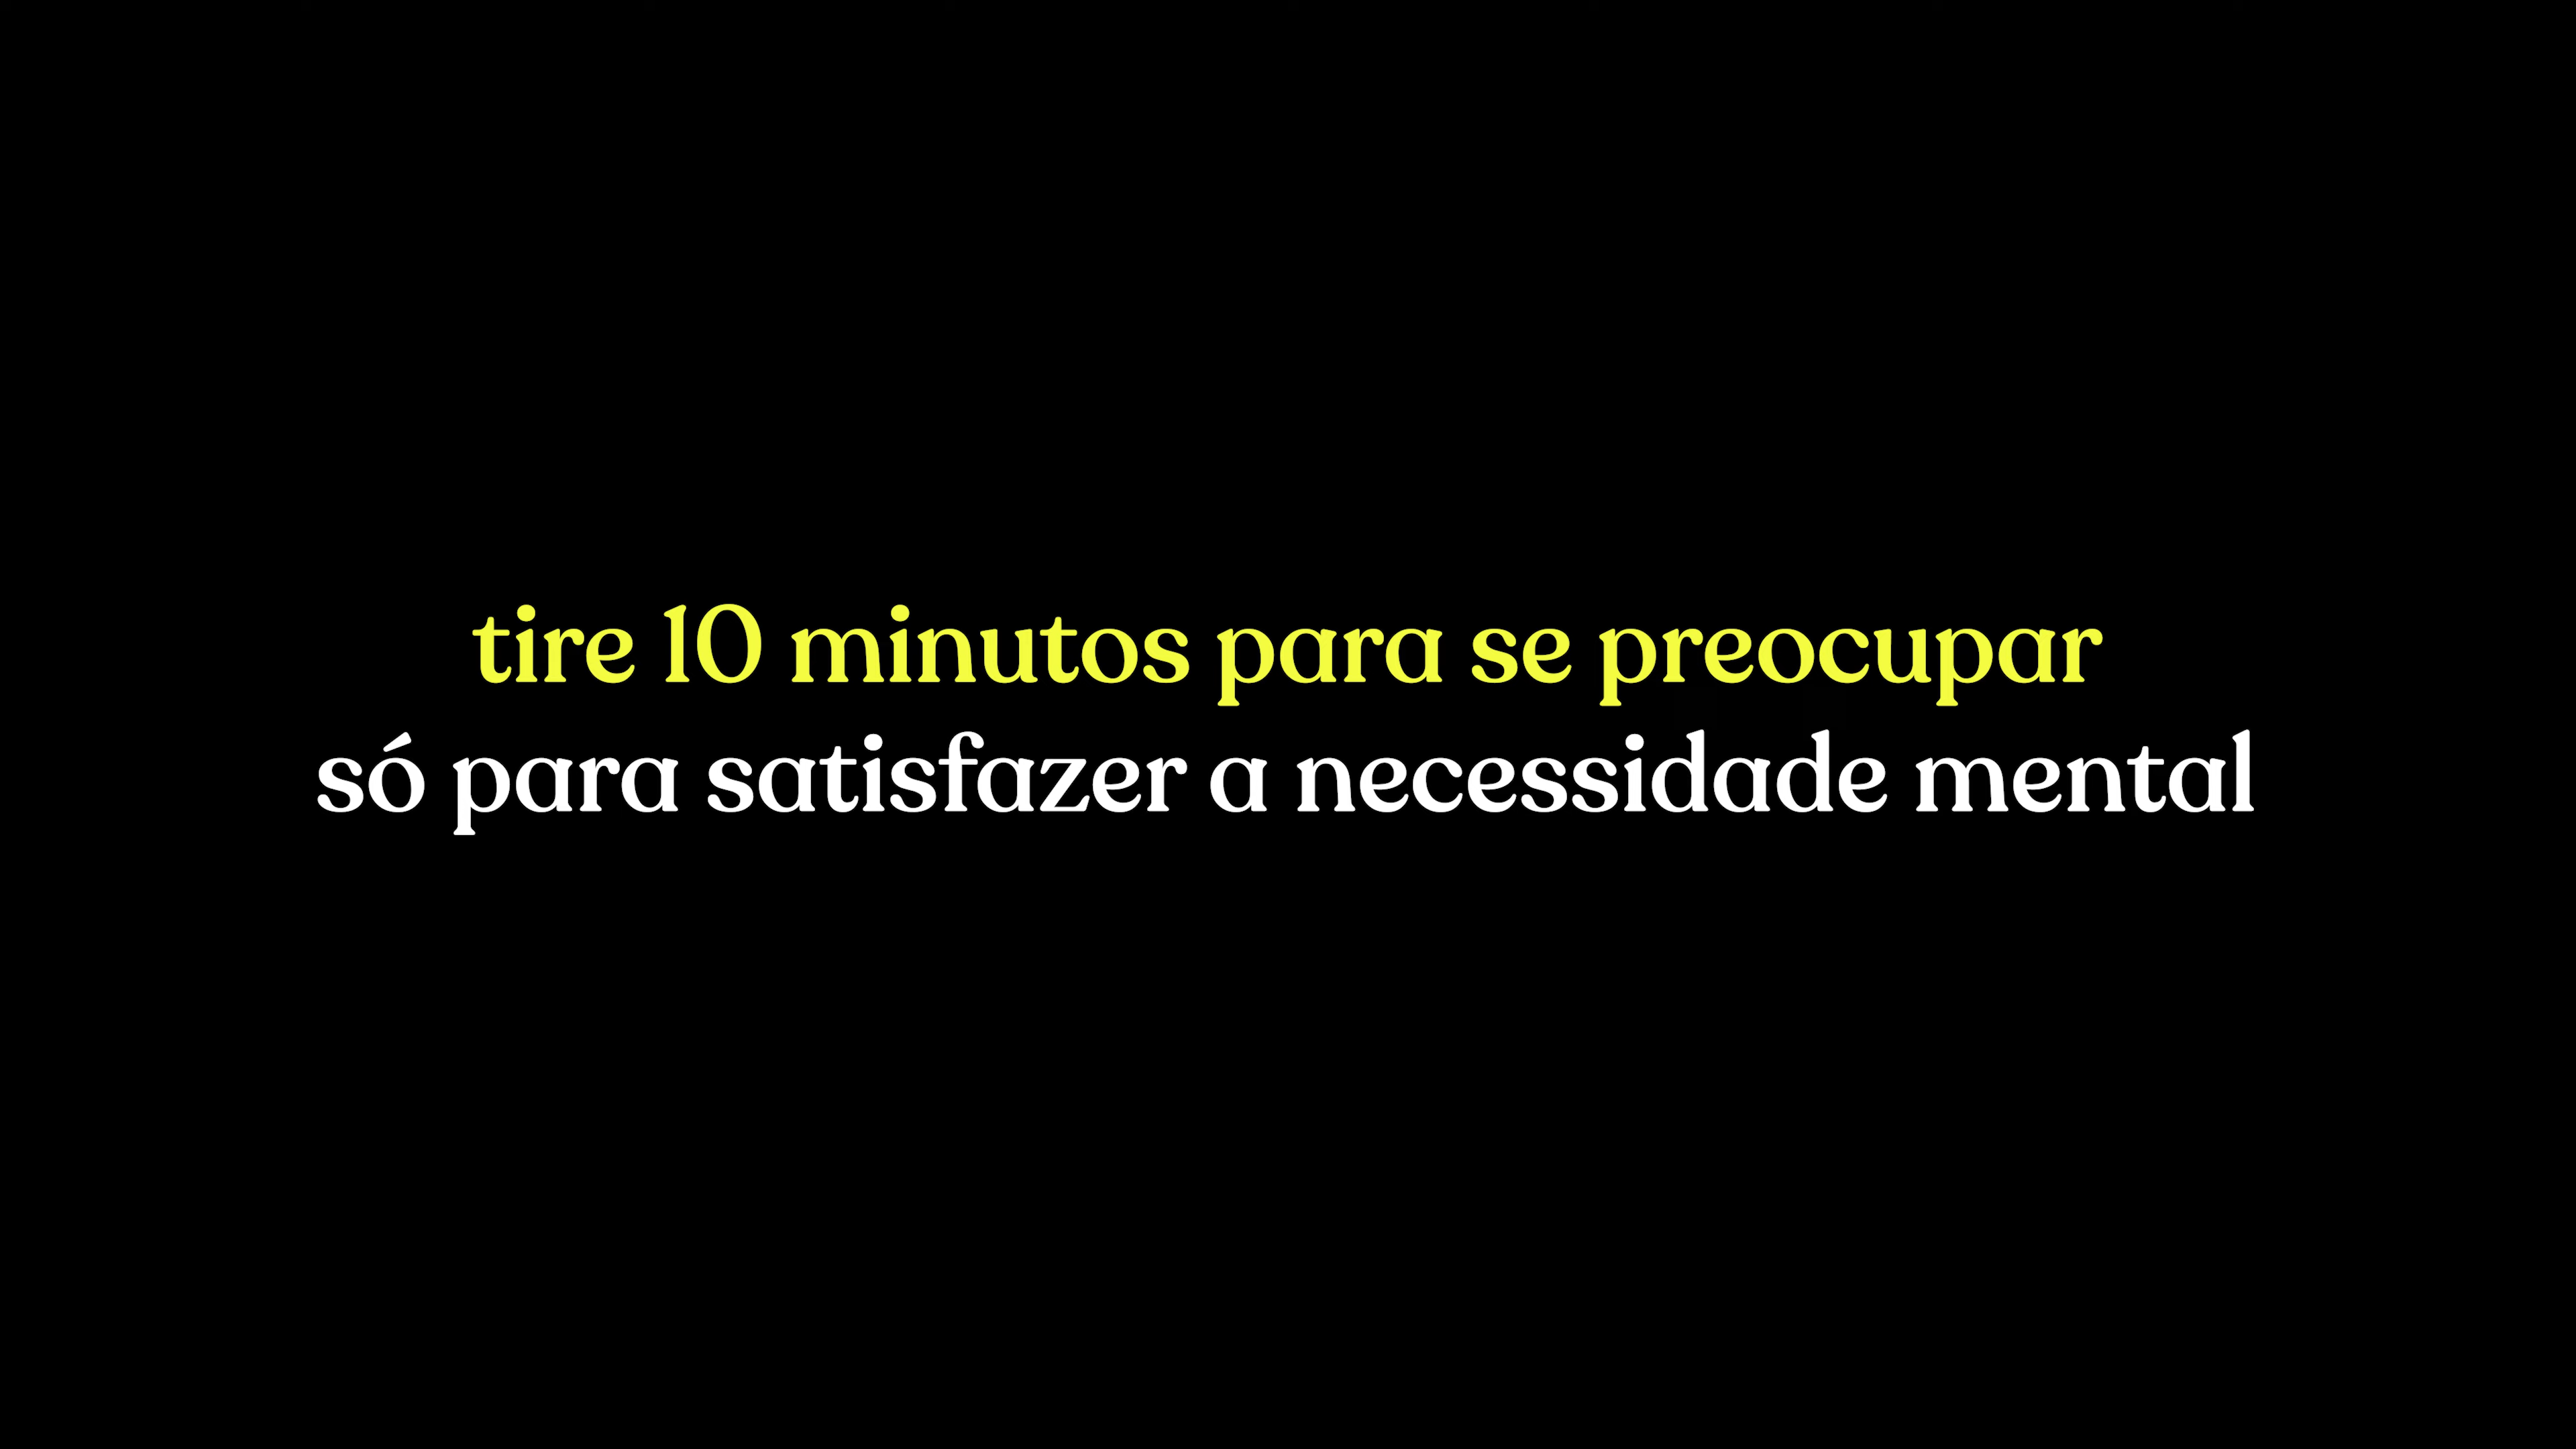 tire 10 minutos para se preocupar
só para satisfazer a necessidade mental